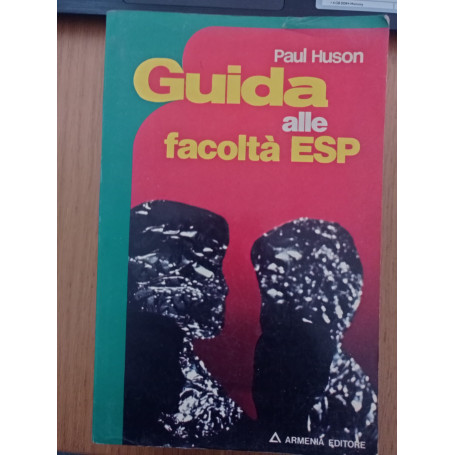 Paul Huson
Guida
alle
facoltà ESP
ARMENIA EDITORE